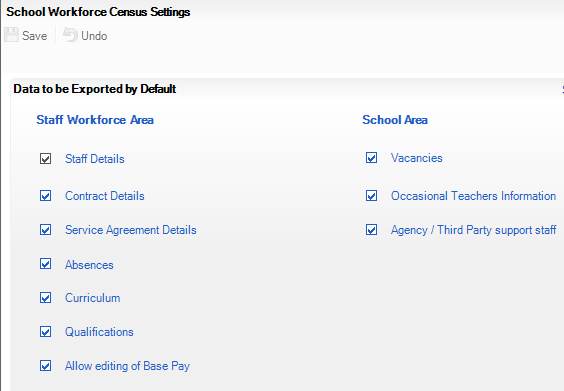 School Workforce Census Settings
Save Undo
Data to be Exported by Default
Staff Workforce Area School Area
Staff Details Vacancies
Contract Details Occasional Teachers Information
Service Agreement Details Agency / Third Party support staff
Absences
Curriculum
Qualifications
Allow editing of Base Pay